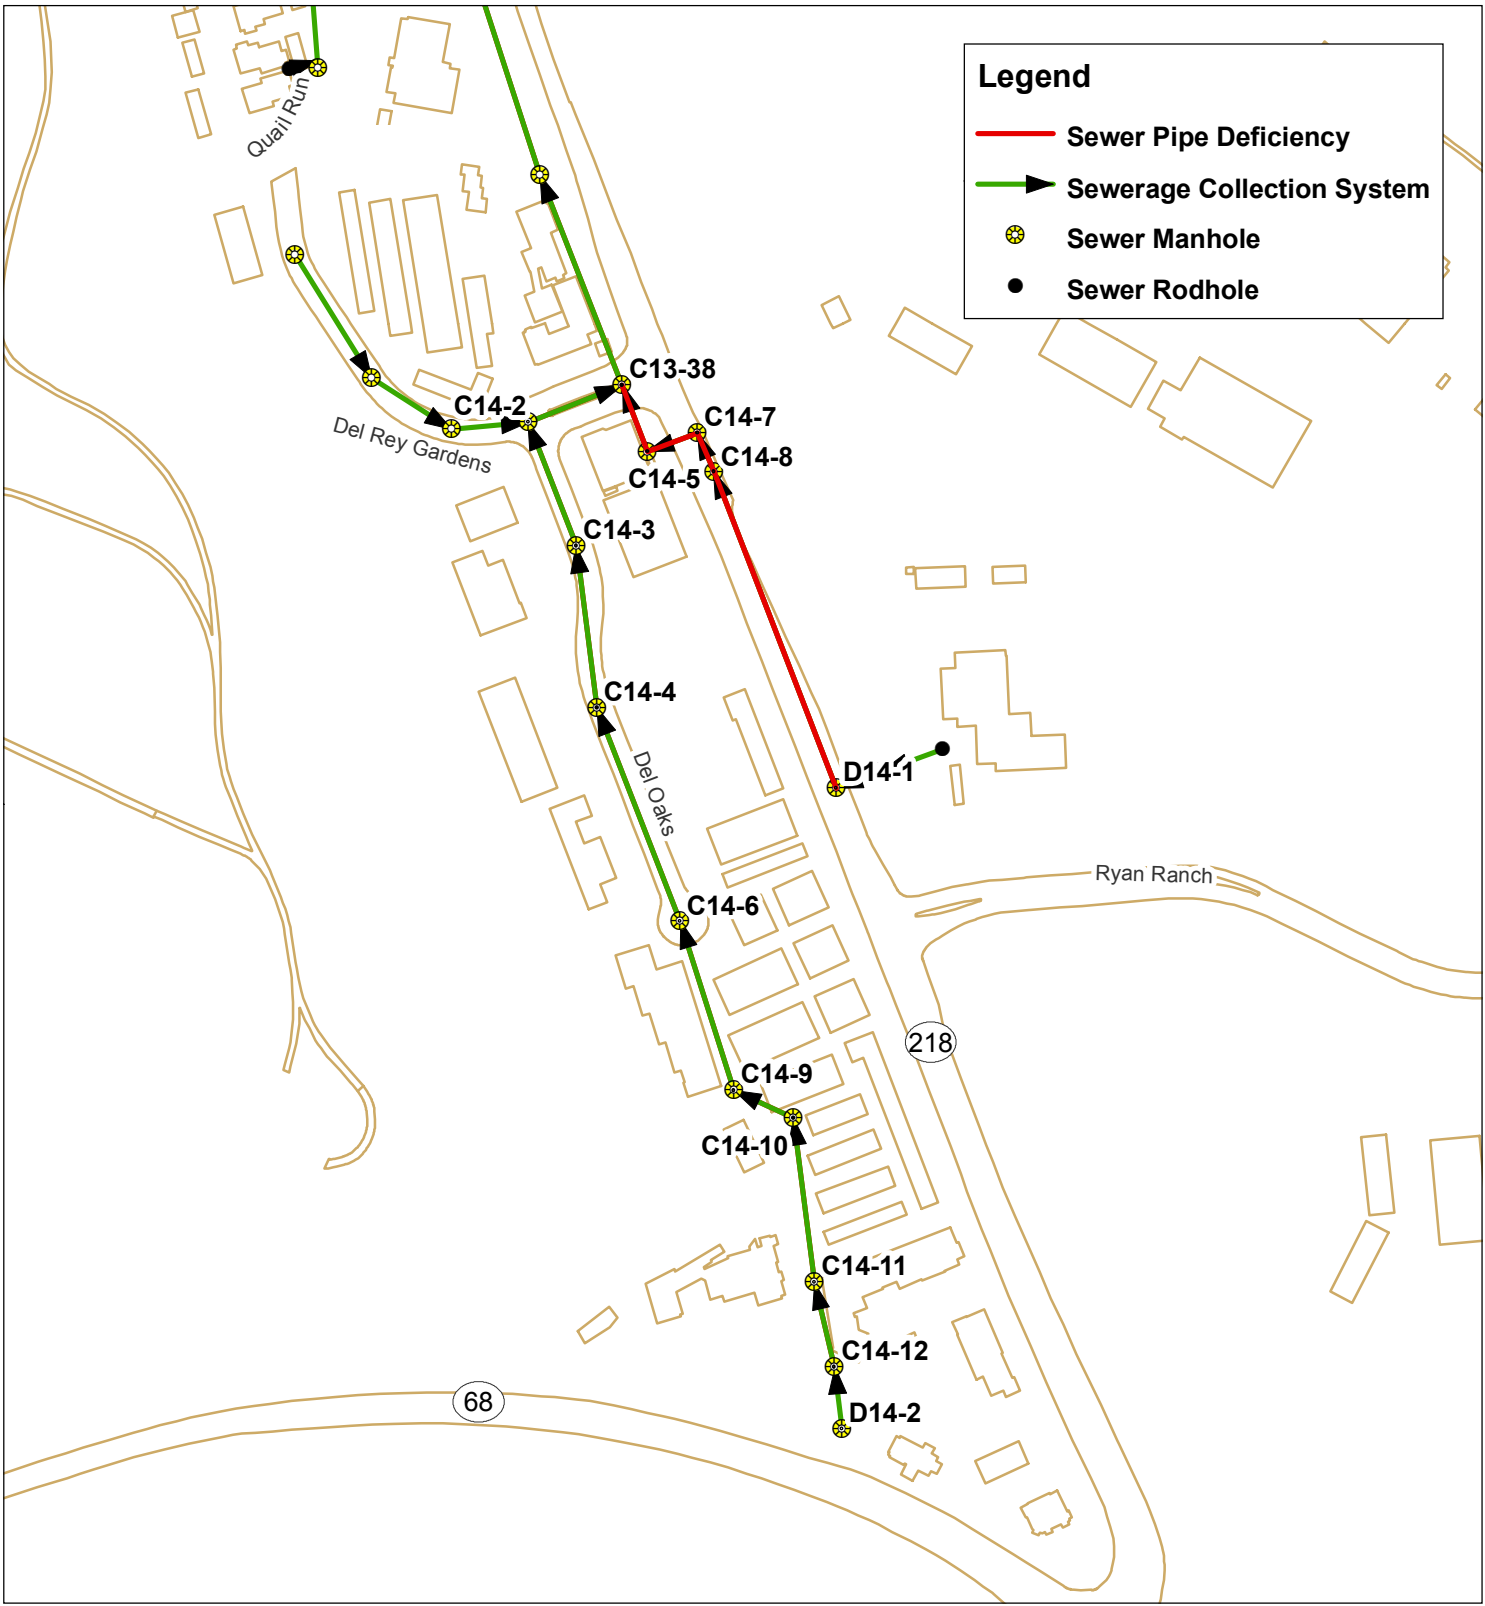 Legend
Sewer Pipe Deficiency
Sewerage Collection System
Sewer Manhole
Sewer Rodhole
Quail Run
C13-38
C14-2
C14-7
Del Rey Gardens
C14-8
C14-5
C14-3
C14-4
Del Oaks
D14-1
Ryan Ranch
C14-6
218
C14-9
C14-10
C14-11
C14-12
68
D14-2